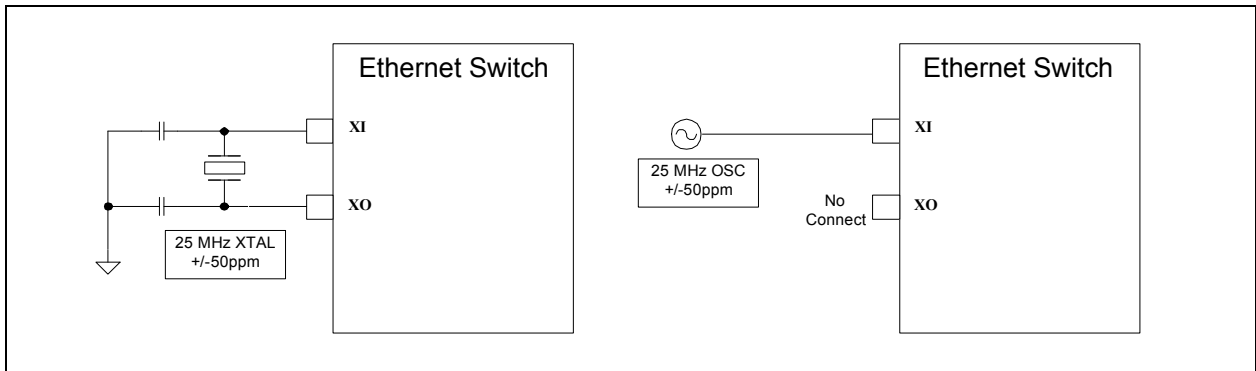 Ethernet Switch
XI
XO
25 MHz XTAL
+/-50ppm
Ethernet Switch
XI
25 MHz OSC
+/-50ppm
No
Connect
XO